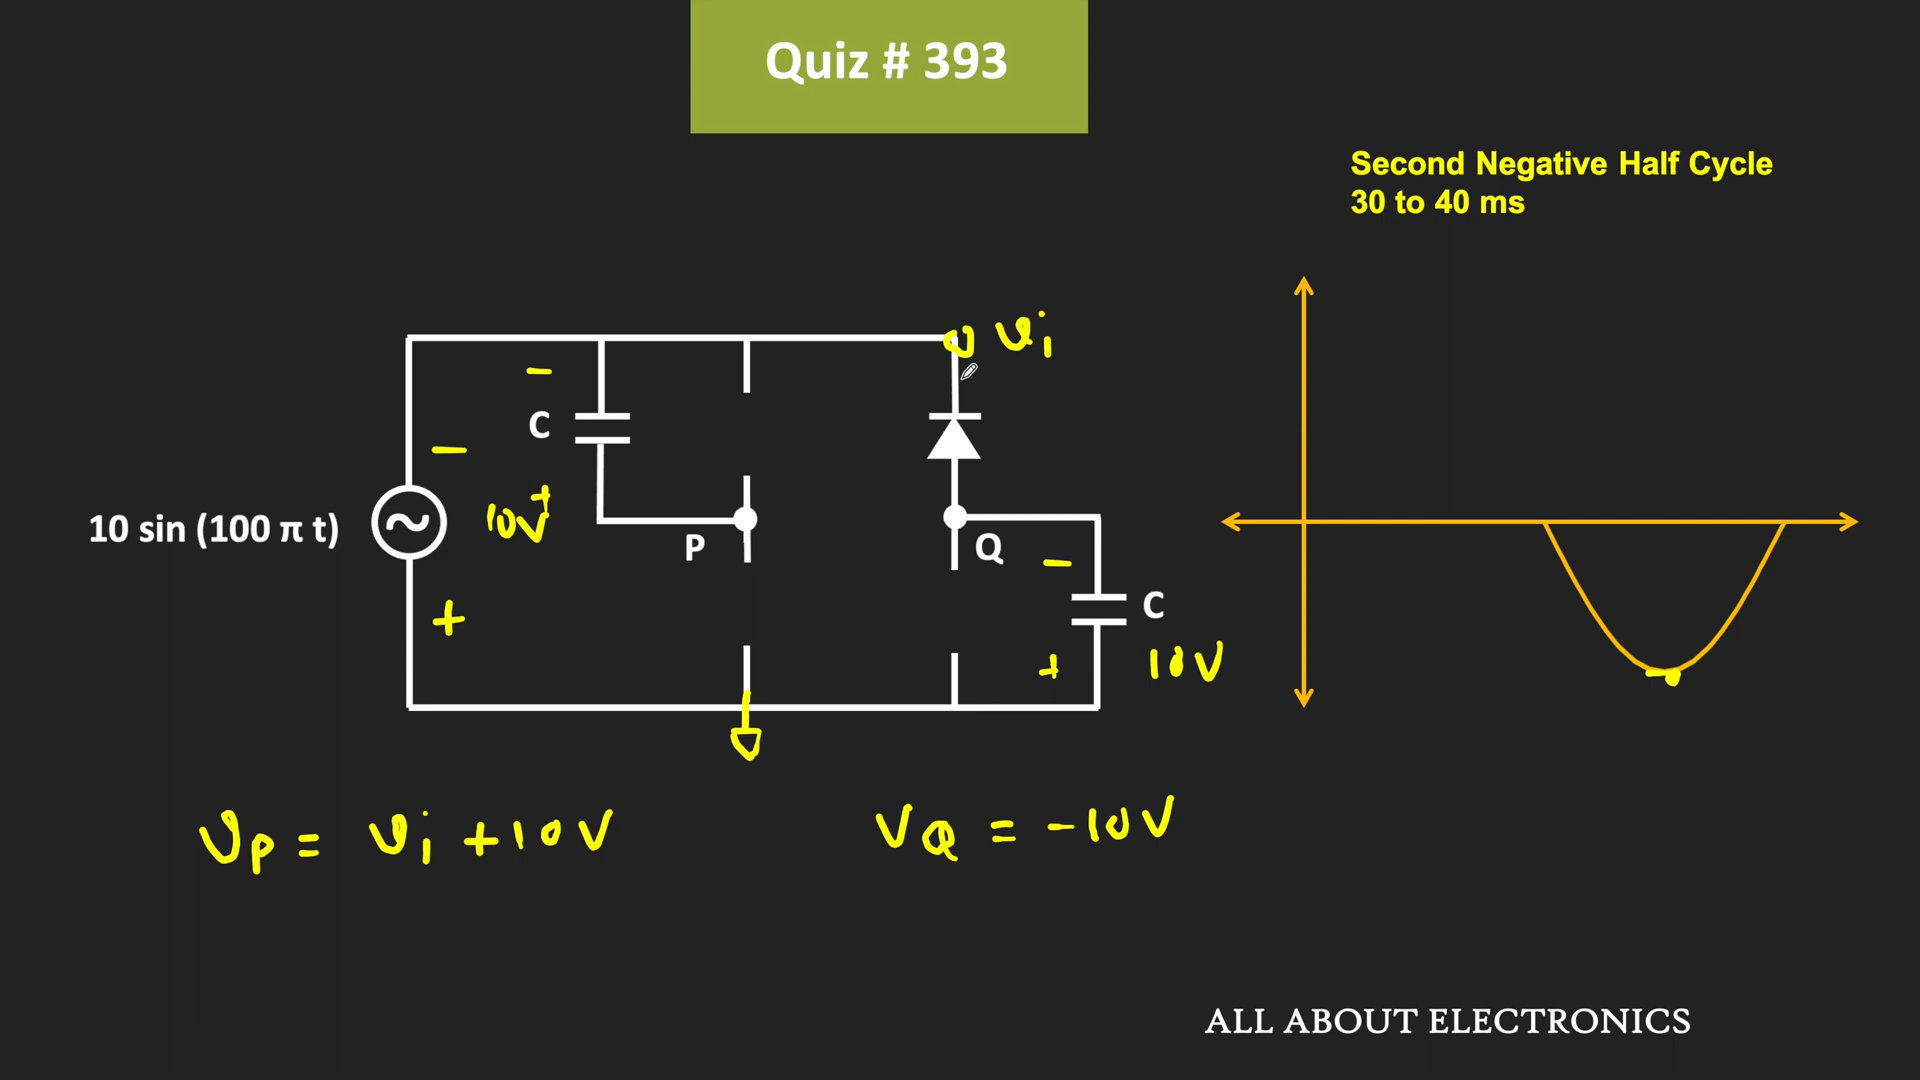 Quiz # 393
Second Negative Half Cycle
30 to 40 ms
vi
-
C
-
10 sin (100 π t)
10V
+
P
Q
-
C
+
+
10V
vP = vi + 10V
VQ = -10V
ALL ABOUT ELECTRONICS